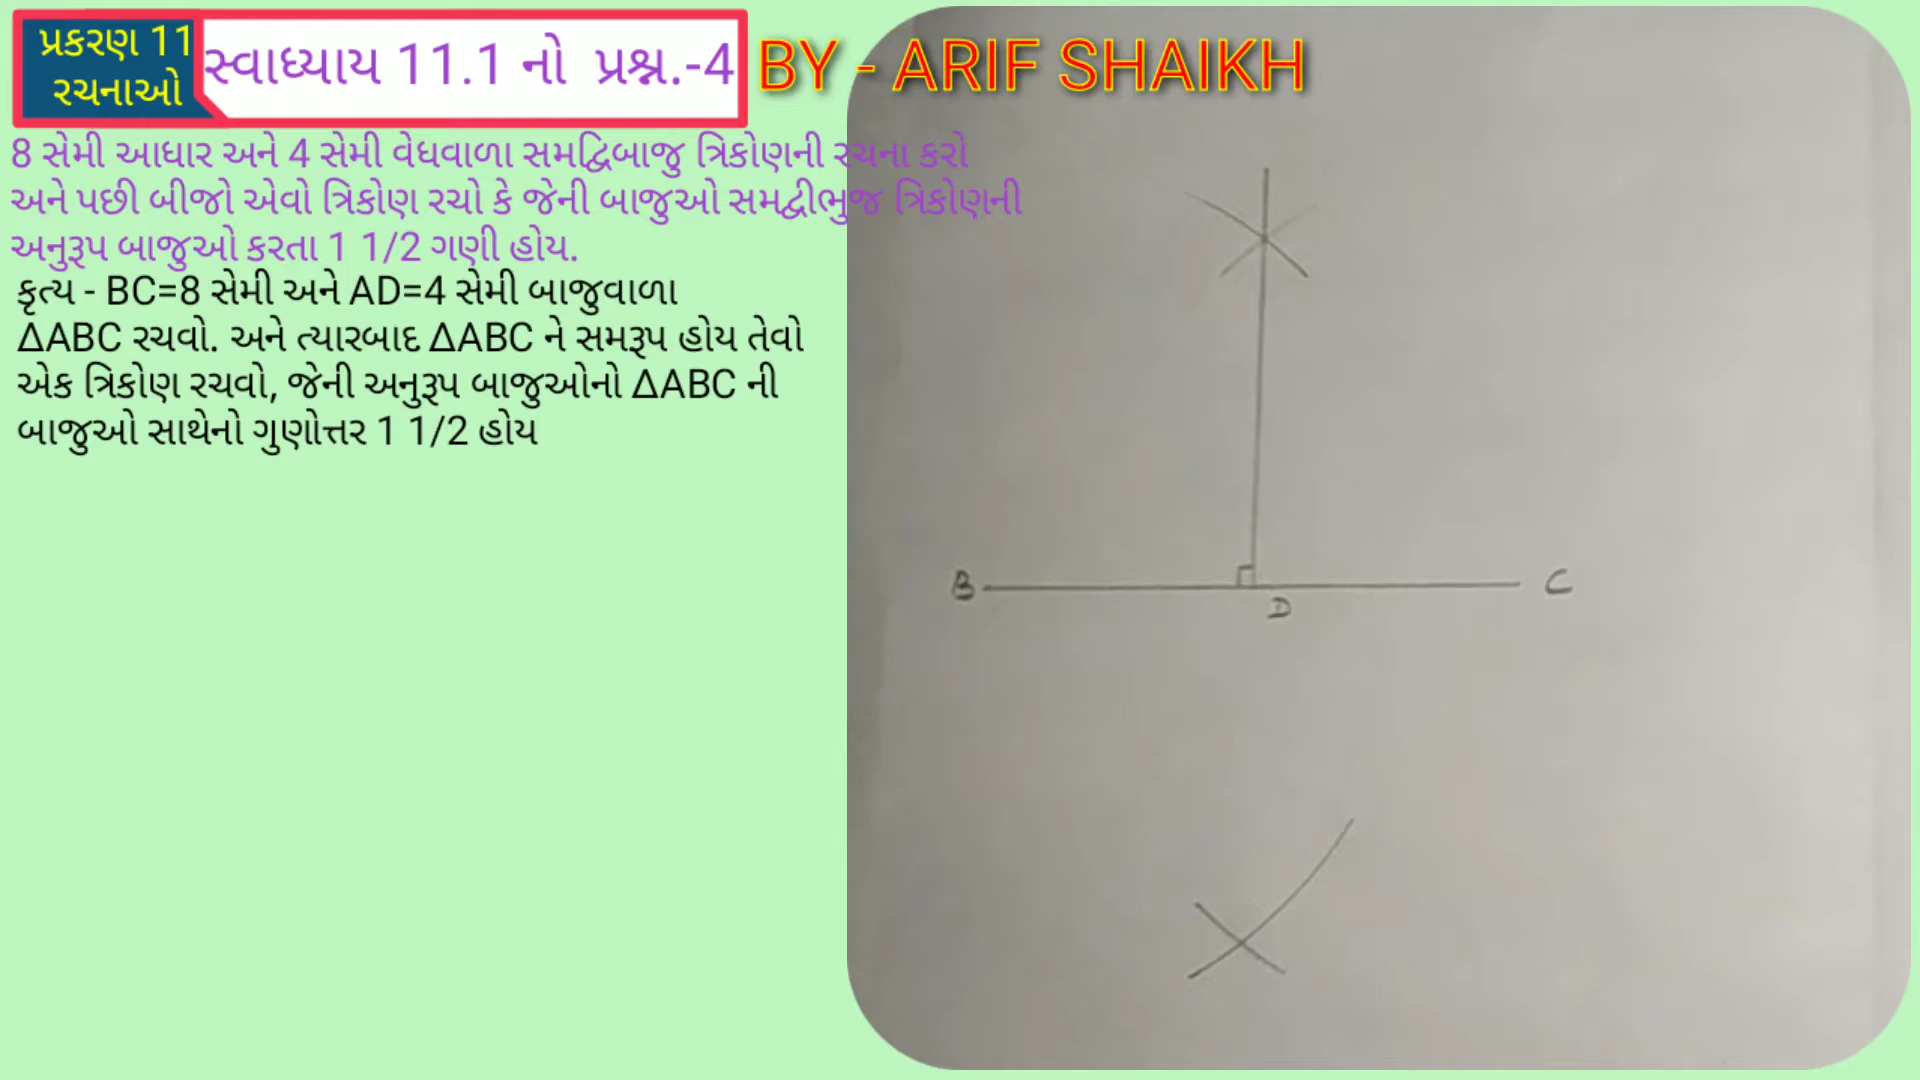 પ્રકરણ 11
રચનાઓ
સ્વાધ્યાય 11.1 નો પ્રશ્ન.-4
BY - ARIF SHAIKH
8 સેમી આધાર અને 4 સેમી વેધવાળા સમદ્વિબાજુ ત્રિકોણની રચના કરો
અને પછી બીજો એવો ત્રિકોણ રચો કે જેની બાજુઓ સમદ્વીભુજ ત્રિકોણની
અનુરૂપ બાજુઓ કરતા 1 1/2 ગણી હોય.
કૃત્ય - BC=8 સેમી અને AD=4 સેમી બાજુવાળા
ΔABC રચવો. અને ત્યારબાદ ΔABC ને સમરૂપ હોય તેવો
એક ત્રિકોણ રચવો, જેની અનુરૂપ બાજુઓનો ΔABC ની
બાજુઓ સાથેનો ગુણોત્તર 1 1/2 હોય
B
D
C